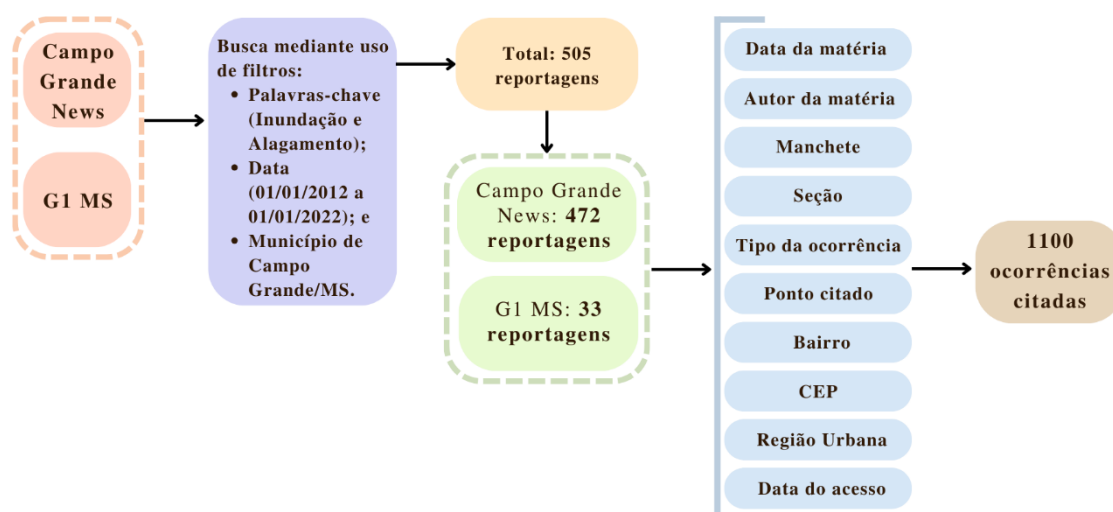 Campo
Grande
News
G1 MS
Busca mediante uso
de filtros:
• Palavras-chave
(Inundação e
Alagamento);
• Data
(01/01/2012 a
01/01/2022); e
• Município de
Campo
Grande/MS.
Total: 505
reportagens
Campo Grande
News: 472
reportagens
G1 MS: 33
reportagens
Data da matéria
Autor da matéria
Manchete
Seção
Tipo da ocorrência
Ponto citado
Bairro
CEP
Região Urbana
Data do acesso
1100
ocorrências
citadas